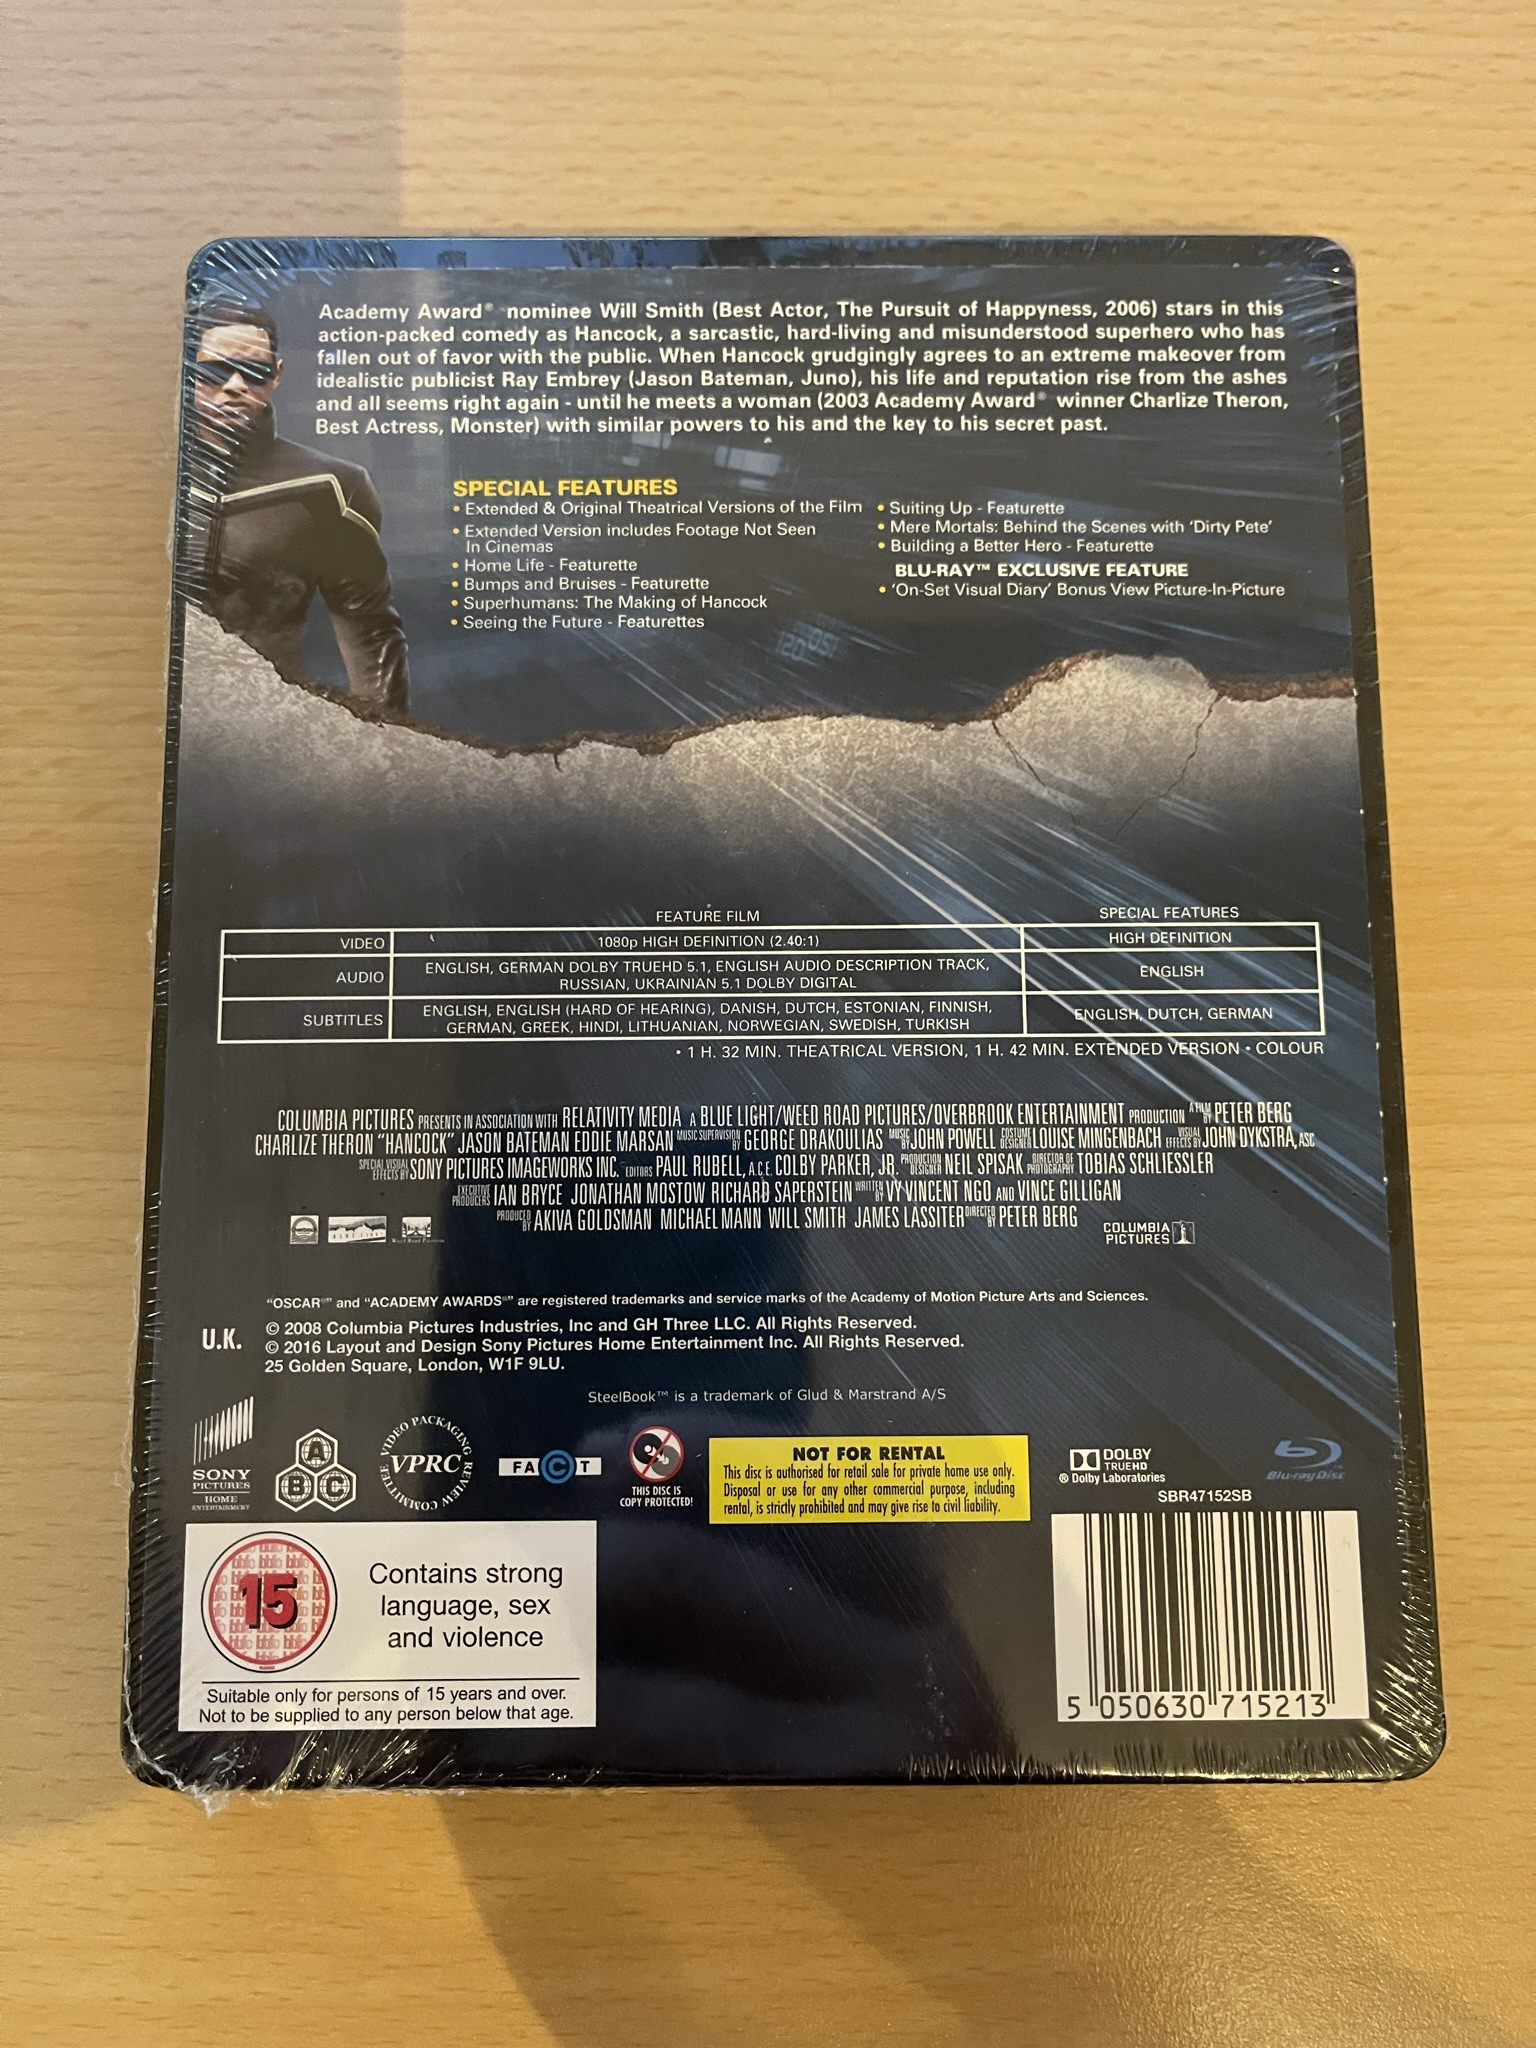 Academy Award® nominee Will Smith (Best Actor, The Pursuit of Happyness, 2006) stars in this
action-packed comedy as Hancock, a sarcastic, hard-living and misunderstood superhero who has
fallen out of favor with the public. When Hancock grudgingly agrees to an extreme makeover from
idealistic publicist Ray Embrey (Jason Bateman, Juno), his life and reputation rise from the ashes
and all seems right again - until he meets a woman (2003 Academy Award® winner Charlize Theron,
Best Actress, Monster) with similar powers to his and the key to his secret past.
SPECIAL FEATURES
• Extended & Original Theatrical Versions of the Film
• Extended Version includes Footage Not Seen
In Cinemas
• Home Life - Featurette
• Bumps and Bruises - Featurette
• Superhumans: The Making of Hancock
• Seeing the Future - Featurettes
• Suiting Up - Featurette
• Mere Mortals: Behind the Scenes with 'Dirty Pete'
• Building a Better Hero - Featurette
BLU-RAY™ EXCLUSIVE FEATURE
• 'On-Set Visual Diary' Bonus View Picture-In-Picture
FEATURE FILM SPECIAL FEATURES
VIDEO 1080p HIGH DEFINITION (2.40:1) HIGH DEFINITION
AUDIO ENGLISH, GERMAN DOLBY TRUEHD 5.1, ENGLISH AUDIO DESCRIPTION TRACK,
RUSSIAN, UKRAINIAN 5.1 DOLBY DIGITAL ENGLISH
SUBTITLES ENGLISH, ENGLISH (HARD OF HEARING), DANISH, DUTCH, ESTONIAN, FINNISH,
GERMAN, GREEK, HINDI, LITHUANIAN, NORWEGIAN, SWEDISH, TURKISH ENGLISH, DUTCH, GERMAN
• 1 H. 32 MIN. THEATRICAL VERSION, 1 H. 42 MIN. EXTENDED VERSION • COLOUR
COLUMBIA PICTURES PRESENTS IN ASSOCIATION WITH RELATIVITY MEDIA A BLUE LIGHT/WEED ROAD PICTURES/OVERBROOK ENTERTAINMENT PRODUCTION A FILM BY PETER BERG
CHARLIZE THERON "HANCOCK" JASON BATEMAN EDDIE MARSAN MUSIC SUPERVISION BY GEORGE DRAKOULIAS MUSIC BY JOHN POWELL COSTUME DESIGNER LOUISE MINGENBACH VISUAL EFFECTS BY JOHN DYKSTRA, ASC
SPECIAL VISUAL EFFECTS BY SONY PICTURES IMAGEWORKS INC. EDITORS PAUL RUBELL, A.C.E. COLBY PARKER, JR. PRODUCTION DESIGNER NEIL SPISAK DIRECTOR OF PHOTOGRAPHY TOBIAS SCHLIESSLER
EXECUTIVE PRODUCERS IAN BRYCE JONATHAN MOSTOW RICHARD SAPERSTEIN WRITTEN BY VY VINCENT NGO AND VINCE GILLIGAN
PRODUCED BY AKIVA GOLDSMAN MICHAEL MANN WILL SMITH JAMES LASSITER DIRECTED BY PETER BERG
COLUMBIA
PICTURES
"OSCAR®" and "ACADEMY AWARDS®" are registered trademarks and service marks of the Academy of Motion Picture Arts and Sciences.
U.K.
© 2008 Columbia Pictures Industries, Inc and GH Three LLC. All Rights Reserved.
© 2016 Layout and Design Sony Pictures Home Entertainment Inc. All Rights Reserved.
25 Golden Square, London, W1F 9LU.
SteelBook™ is a trademark of Glud & Marstrand A/S
SONY
PICTURES
HOME
ENTERTAINMENT
A
B C
VIDEO PACKAGING REVIEW COMMITTEE
VPRC
FACT
THIS DISC IS
COPY PROTECTED!
NOT FOR RENTAL
This disc is authorised for retail sale for private home use only.
Disposal or use for any other commercial purpose, including
rental, is strictly prohibited and may give rise to civil liability.
DOLBY
TRUEHD
® Dolby Laboratories
Blu-ray Disc
SBR47152SB
15
Contains strong
language, sex
and violence
Suitable only for persons of 15 years and over.
Not to be supplied to any person below that age.
5 050630 715213